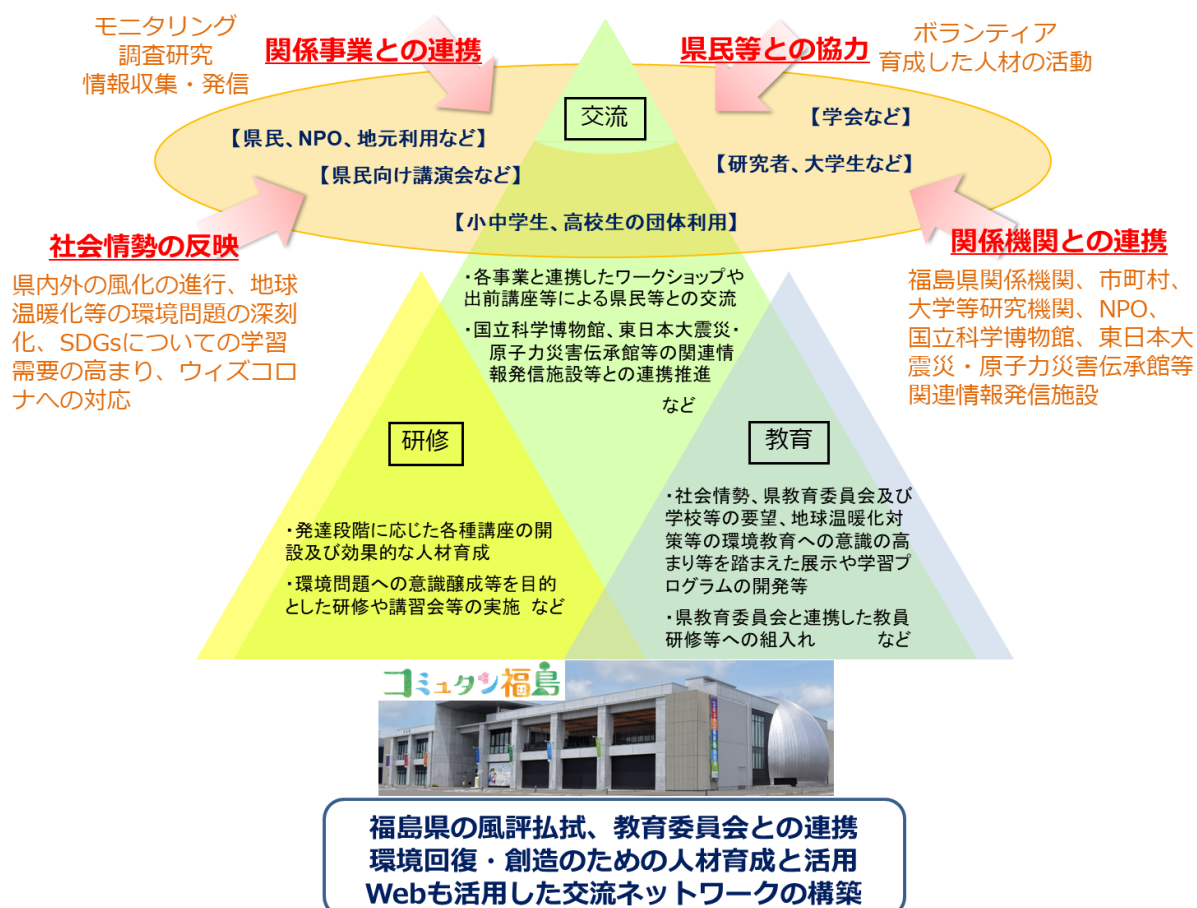 モニタリング
調査研究
情報収集・発信
関係事業との連携
県民等との協力
ボランティア
育成した人材の活動
交流
【学会など】
【県民、NPO、地元利用など】
【研究者、大学生など】
【県民向け講演会など】
【小中学生、高校生の団体利用】
社会情勢の反映
県内外の風化の進行、地球
温暖化等の環境問題の深刻
化、SDGsについての学習
需要の高まり、ウィズコロ
ナへの対応
関係機関との連携
福島県関係機関、市町村、
大学等研究機関、NPO、
国立科学博物館、東日本大
震災・原子力災害伝承館等
関連情報発信施設
・各事業と連携したワークショップや
出前講座等による県民等との交流
・国立科学博物館、東日本大震災・
原子力災害伝承館等の関連情
報発信施設等との連携推進
など
研修
・発達段階に応じた各種講座の開
設及び効果的な人材育成
・環境問題への意識醸成等を目的
とした研修や講習会等の実施 など
教育
・社会情勢、県教育委員会及び
学校等の要望、地球温暖化対
策等の環境教育への意識の高
まり等を踏まえた展示や学習プ
ログラムの開発等
・県教育委員会と連携した教員
研修等への組入れ など
コミュタン福島
福島県の風評払拭、教育委員会との連携
環境回復・創造のための人材育成と活用
Webも活用した交流ネットワークの構築